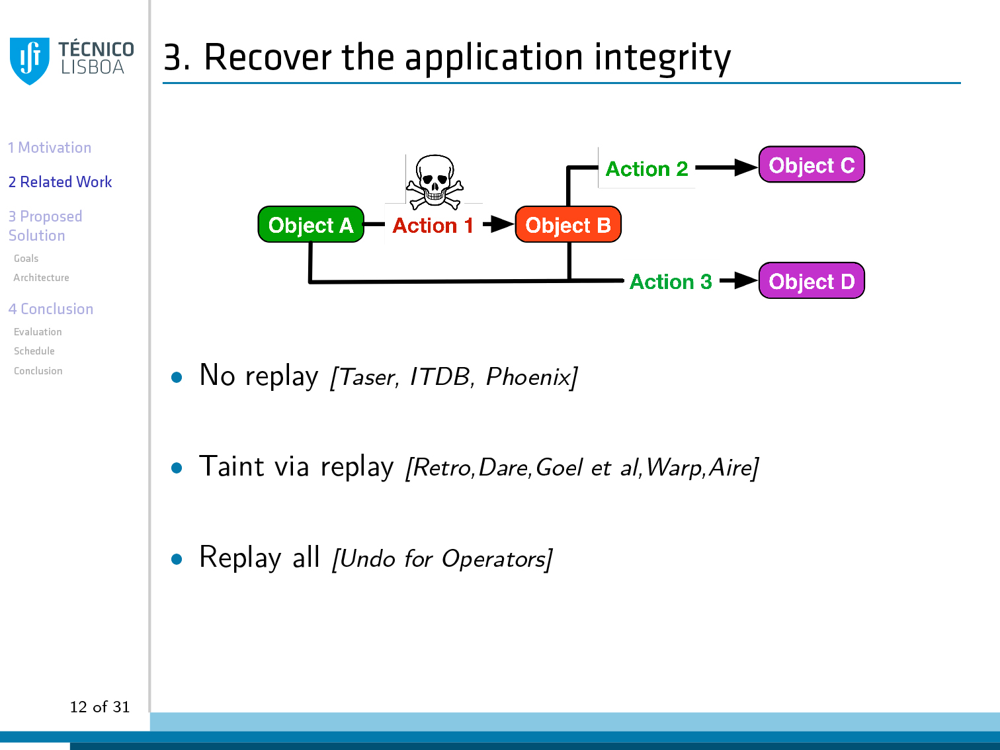 TÉCNICO
LISBOA
3. Recover the application integrity
1 Motivation
2 Related Work
3 Proposed
Solution
Goals
Architecture
4 Conclusion
Evaluation
Schedule
Conclusion
Action 2
Object C
Object A
Action 1
Object B
Action 3
Object D
• No replay [Taser, ITDB, Phoenix]
• Taint via replay [Retro,Dare,Goel et al,Warp,Aire]
• Replay all [Undo for Operators]
12 of 31